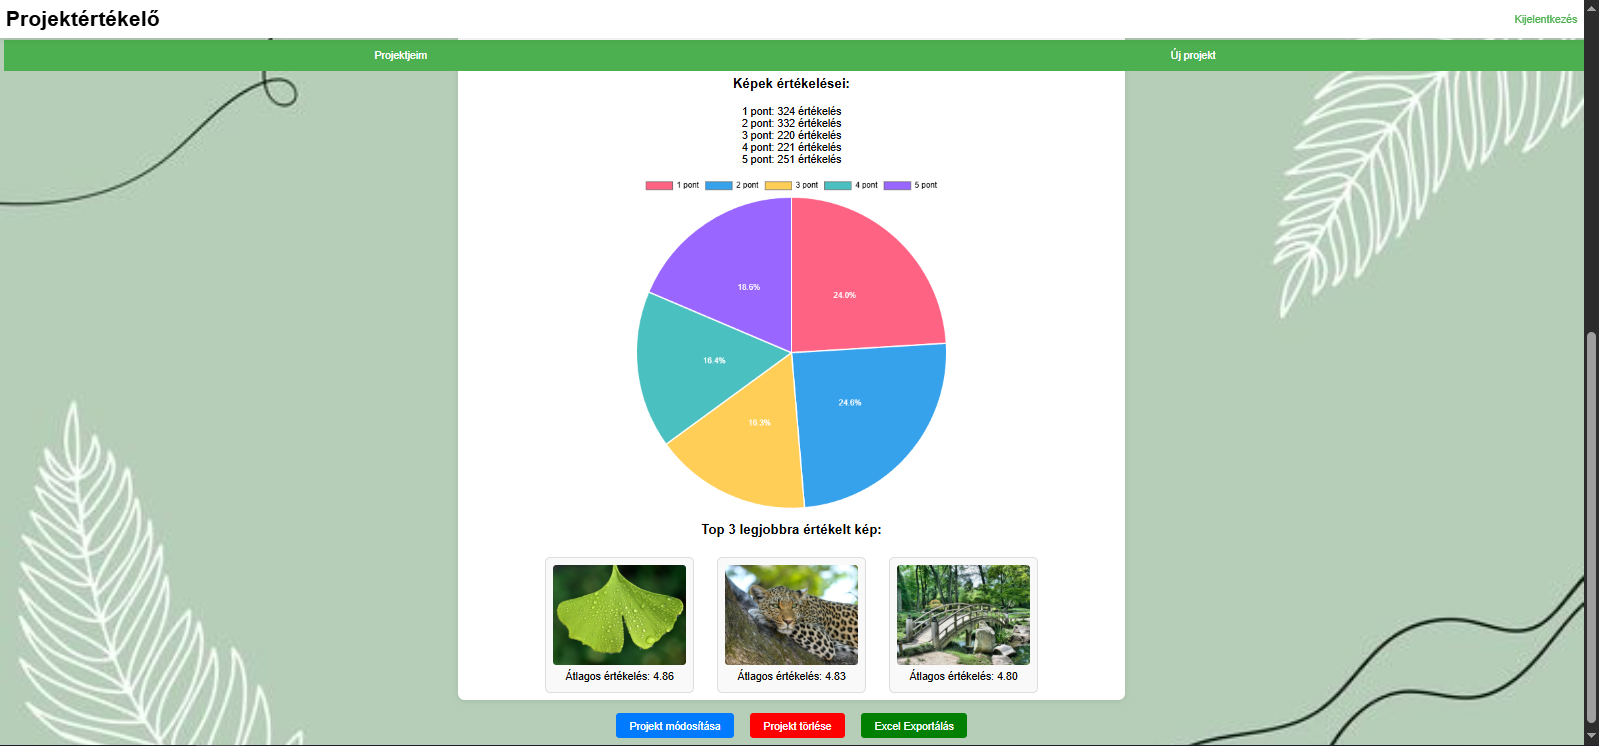 Projektértékelő
Kijelentkezés
Projektjeim
Új projekt
Képek értékelései:
1 pont: 324 értékelés
2 pont: 332 értékelés
3 pont: 220 értékelés
4 pont: 221 értékelés
5 pont: 251 értékelés
1 pont 2 pont 3 pont 4 pont 5 pont
18.6%
24.0%
16.4%
24.6%
16.3%
Top 3 legjobbra értékelt kép:
Átlagos értékelés: 4.86
Átlagos értékelés: 4.83
Átlagos értékelés: 4.80
Projekt módosítása
Projekt törlése
Excel Exportálás